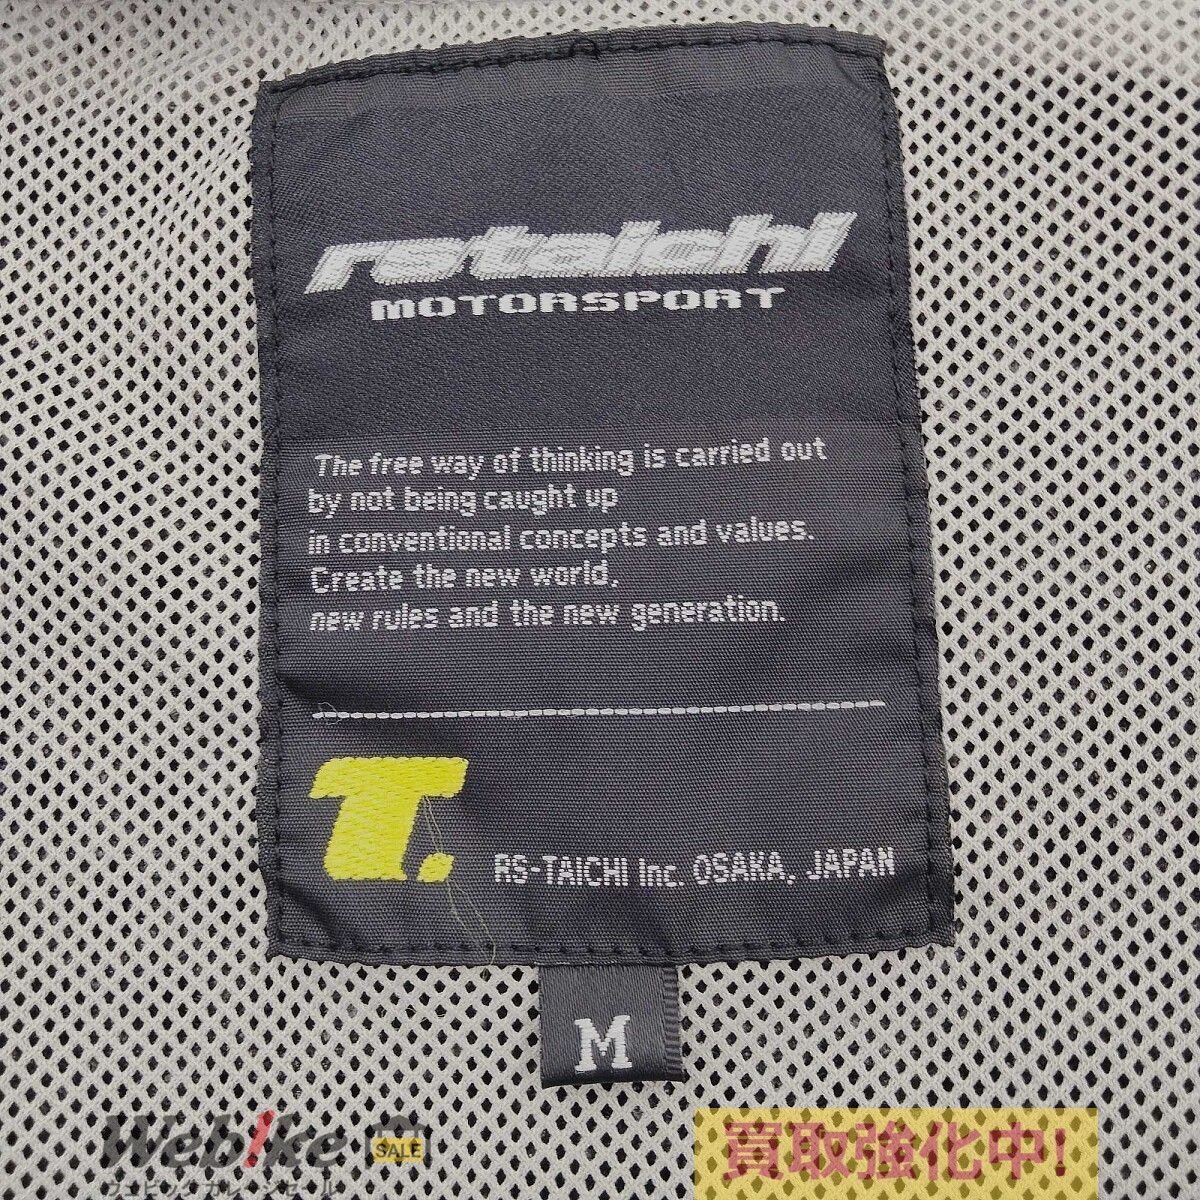 rstaichi
MOTORSPORT
The free way of thinking is carried out
by not being caught up
in conventional concepts and values.
Create the new world,
new rules and the new generation.
T.
RS-TAICHI Inc. OSAKA, JAPAN
M
Webike SALE
買取強化中!